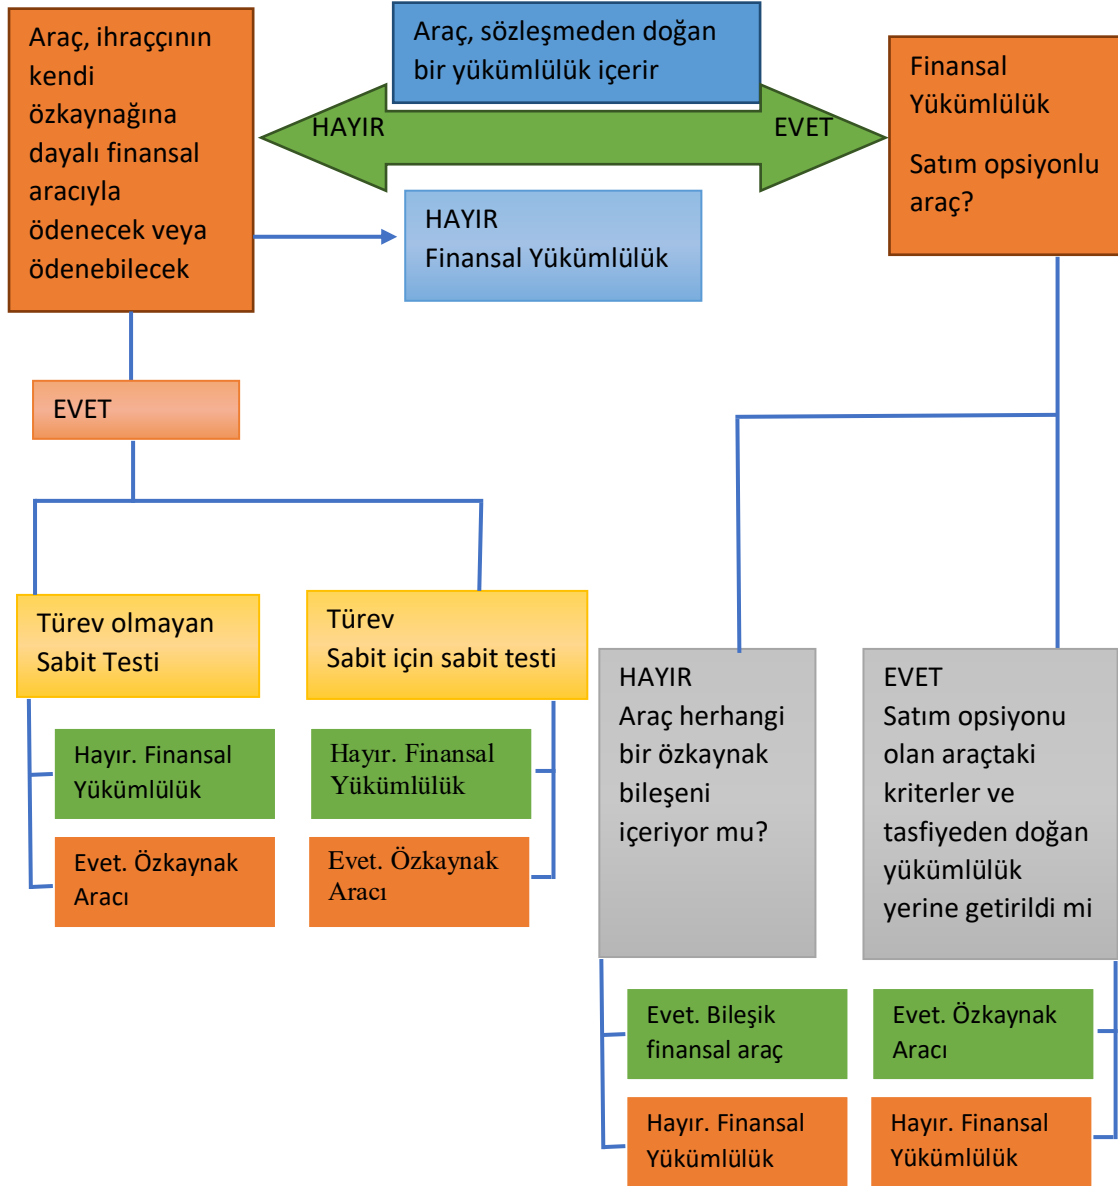 Araç, ihraççının
kendi
özkaynağına
dayalı finansal
aracıyla
ödenecek veya
ödenebilecek
Araç, sözleşmeden doğan
bir yükümlülük içerir
HAYIR
EVET
Finansal
Yükümlülük
Satım opsiyonlu
araç?
HAYIR
Finansal Yükümlülük
EVET
Türev olmayan
Sabit Testi
Türev
Sabit için sabit testi
Hayır. Finansal
Yükümlülük
Evet. Özkaynak
Aracı
Hayır. Finansal
Yükümlülük
Evet. Özkaynak
Aracı
HAYIR
Araç herhangi
bir özkaynak
bileşeni
içeriyor mu?
EVET
Satım opsiyonu
olan araçtaki
kriterler ve
tasfiyeden doğan
yükümlülük
yerine getirildi mi
Evet. Bileşik
finansal araç
Hayır. Finansal
Yükümlülük
Evet. Özkaynak
Aracı
Hayır. Finansal
Yükümlülük